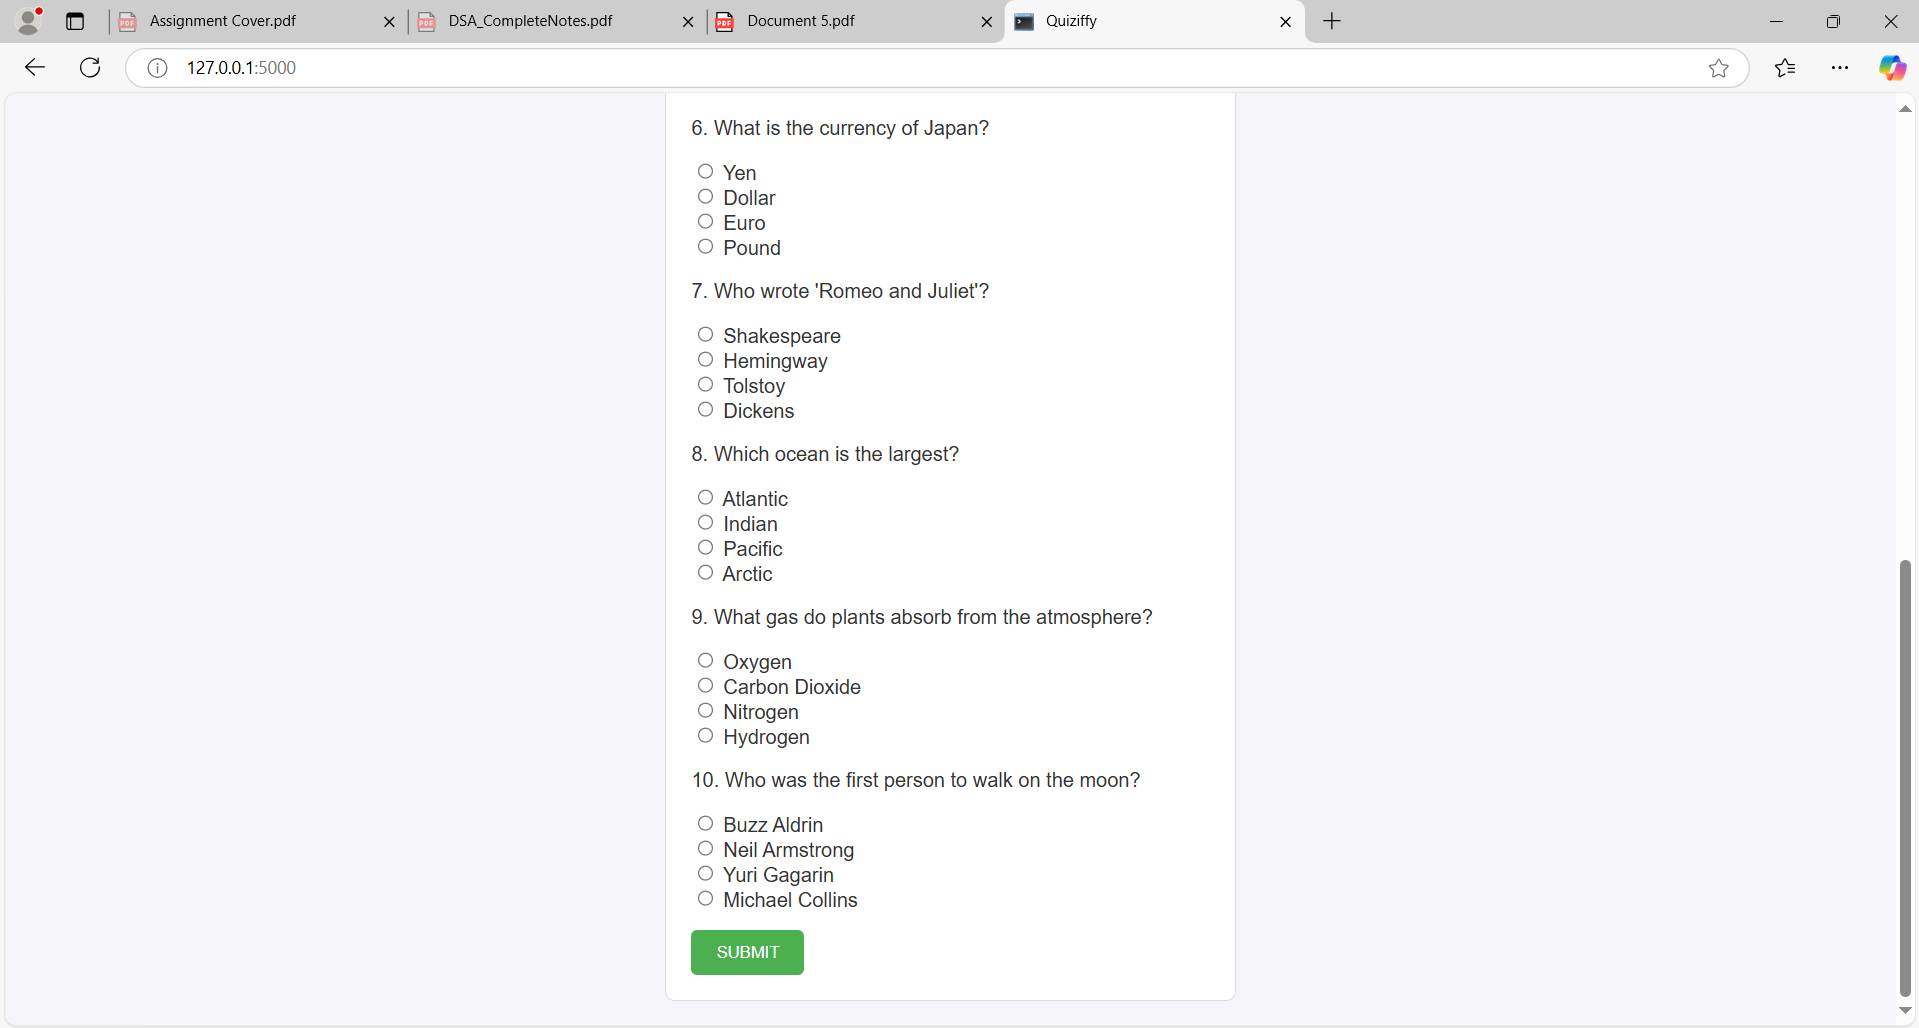 Assignment Cover.pdf
DSA_CompleteNotes.pdf
Document 5.pdf
Quiziffy
127.0.0.1:5000
6. What is the currency of Japan?
Yen
Dollar
Euro
Pound
7. Who wrote 'Romeo and Juliet'?
Shakespeare
Hemingway
Tolstoy
Dickens
8. Which ocean is the largest?
Atlantic
Indian
Pacific
Arctic
9. What gas do plants absorb from the atmosphere?
Oxygen
Carbon Dioxide
Nitrogen
Hydrogen
10. Who was the first person to walk on the moon?
Buzz Aldrin
Neil Armstrong
Yuri Gagarin
Michael Collins
SUBMIT